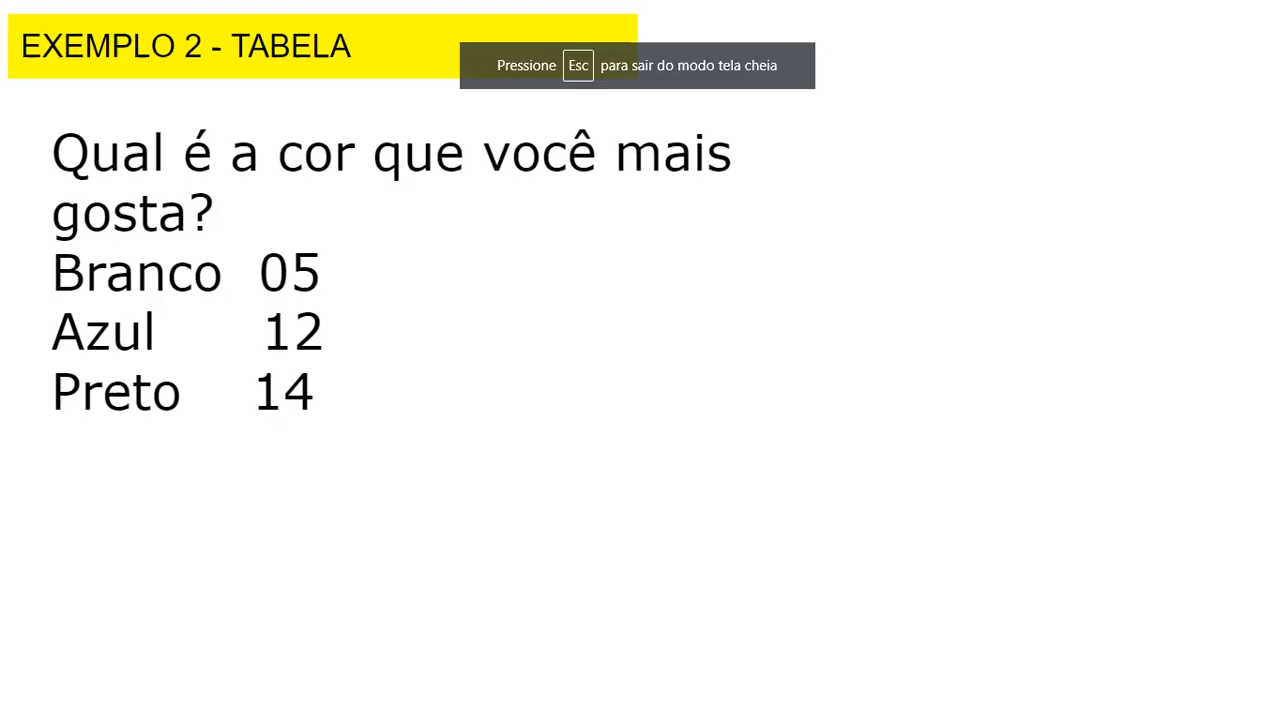 EXEMPLO 2 - TABELA
Pressione Esc para sair do modo tela cheia
Qual é a cor que você mais
gosta?
Branco 05
Azul 12
Preto 14